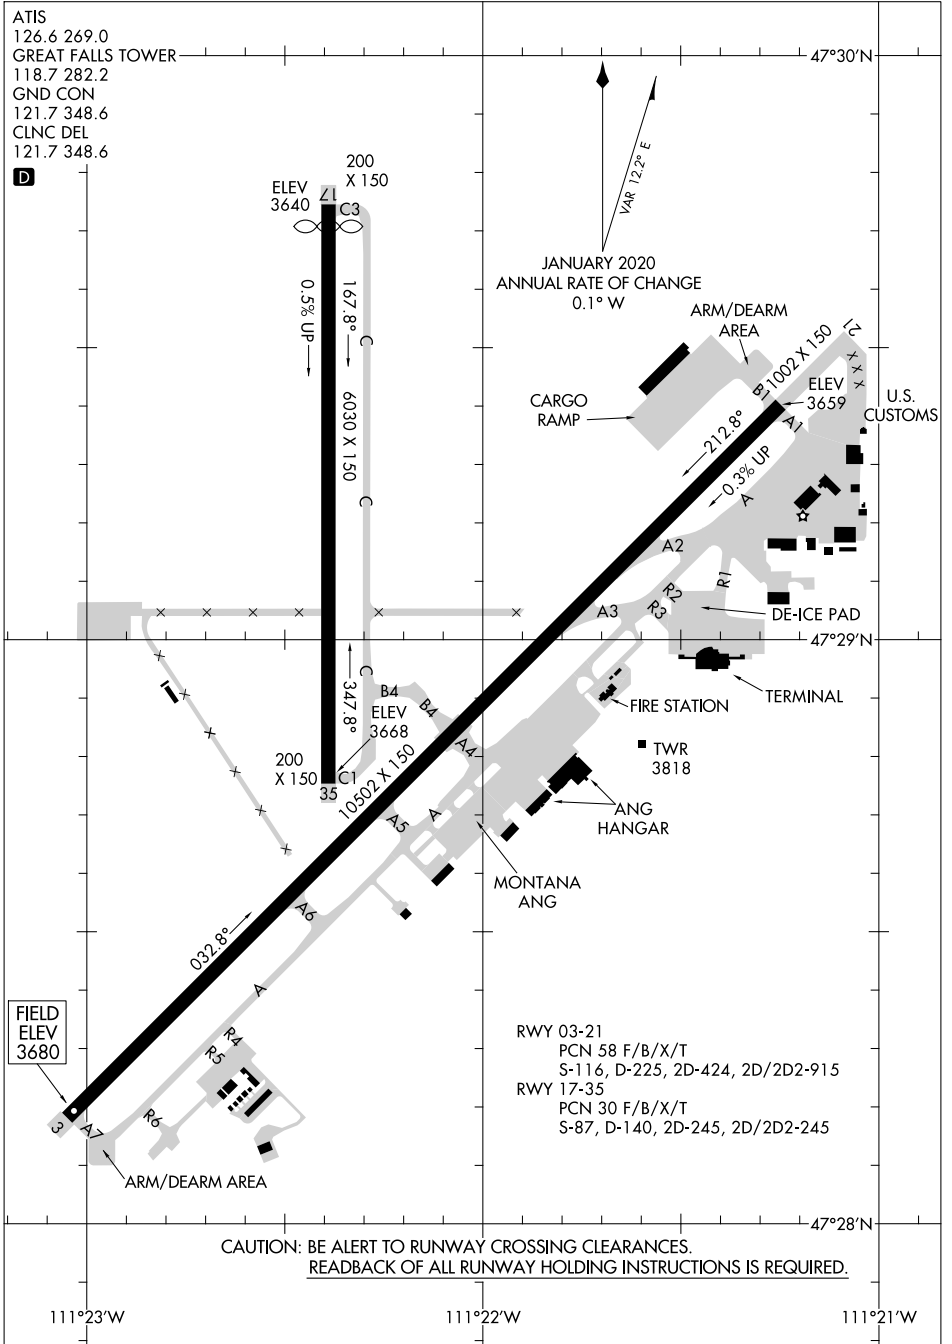 ATIS
126.6 269.0
GREAT FALLS TOWER
118.7 282.2
GND CON
121.7 348.6
CLNC DEL
121.7 348.6
D
47°30'N
VAR 12.2° E
JANUARY 2020
ANNUAL RATE OF CHANGE
0.1° W
200
X 150
ELEV
3640
17
C3
0.5% UP
167.8°
6030 X 150
C
C
C
347.8°
ELEV
3668
200
X 150
C1
35
ARM/DEARM
AREA
21
1002 X 150
B1
ELEV
3659
A1
U.S.
CUSTOMS
CARGO
RAMP
212.8°
0.3% UP
A
A2
R1
R2
R3
A3
DE-ICE PAD
47°29'N
TERMINAL
FIRE STATION
TWR
3818
B4
B4
A4
10502 X 150
A5
A
ANG
HANGAR
MONTANA
ANG
A6
032.8°
A
FIELD
ELEV
3680
R4
R5
R6
3
A7
ARM/DEARM AREA
RWY 03-21
PCN 58 F/B/X/T
S-116, D-225, 2D-424, 2D/2D2-915
RWY 17-35
PCN 30 F/B/X/T
S-87, D-140, 2D-245, 2D/2D2-245
47°28'N
CAUTION: BE ALERT TO RUNWAY CROSSING CLEARANCES.
READBACK OF ALL RUNWAY HOLDING INSTRUCTIONS IS REQUIRED.
111°23'W
111°22'W
111°21'W